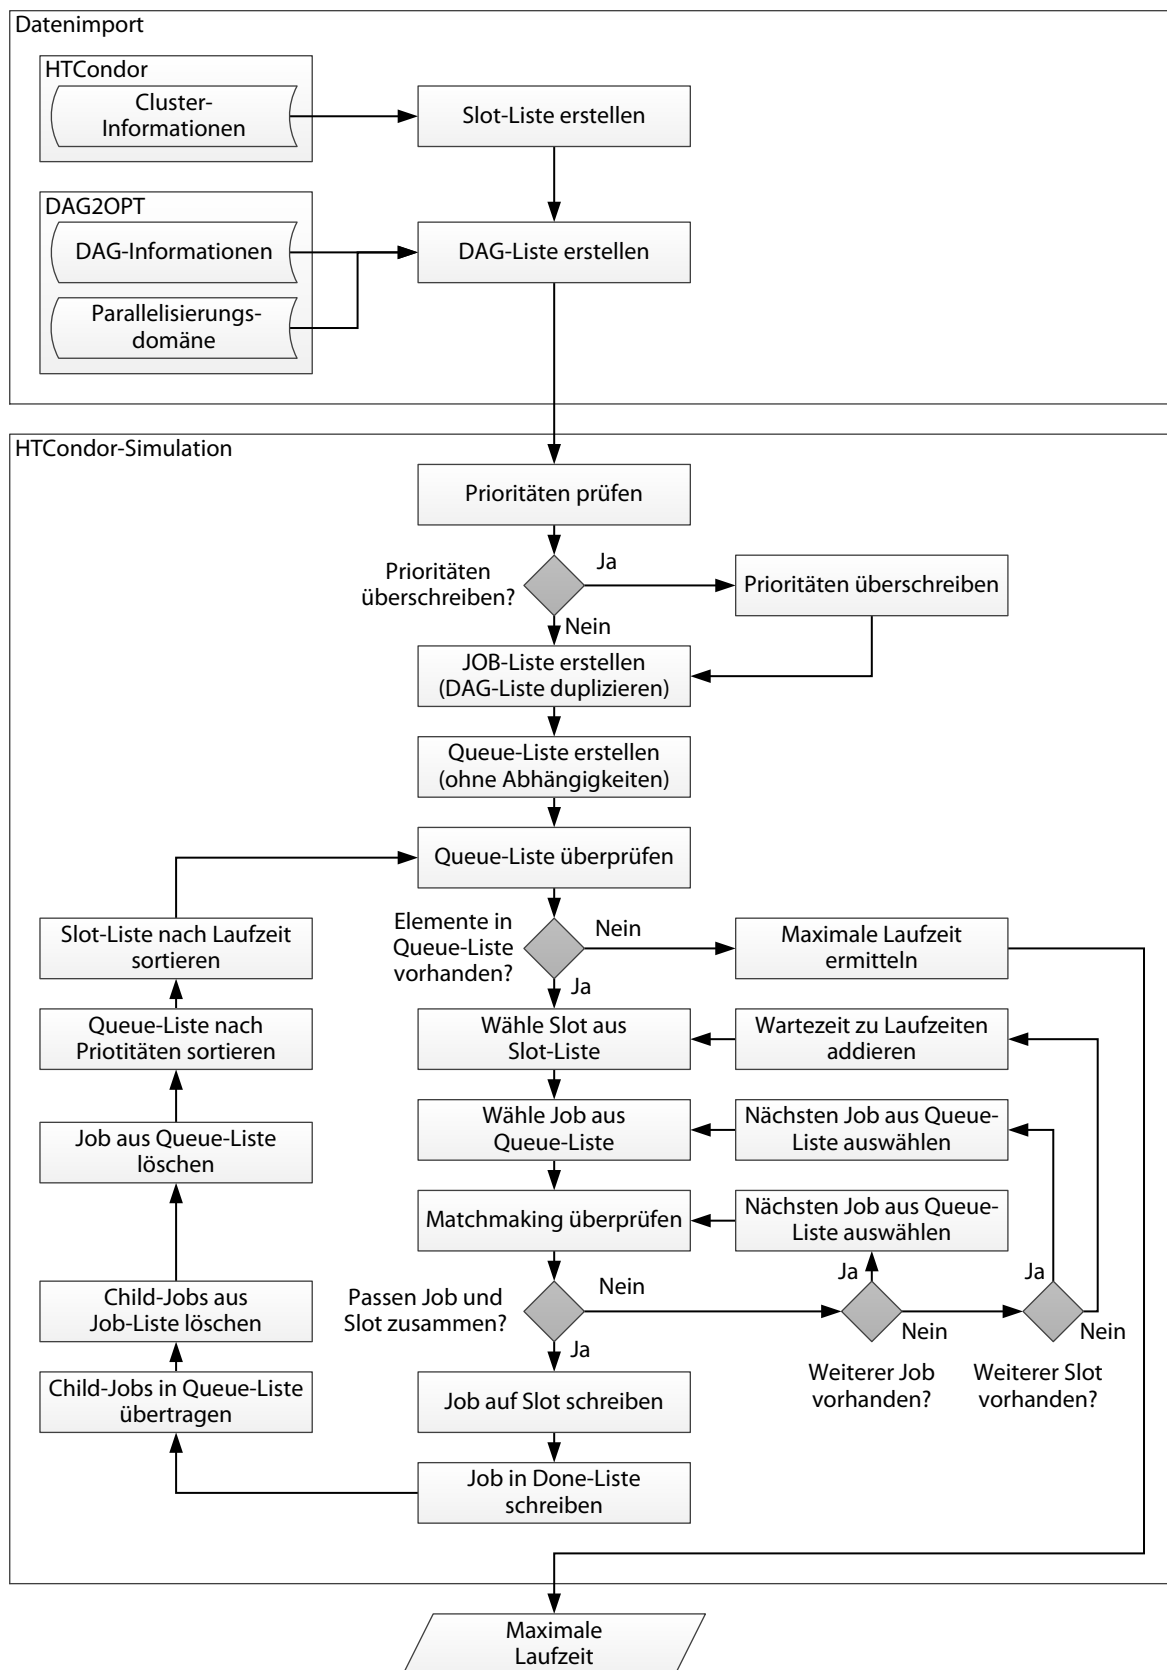 Datenimport
HTCondor
Cluster-
Informationen
Slot-Liste erstellen
DAG2OPT
DAG-Informationen
DAG-Liste erstellen
Parallelisierungs-
domäne
HTCondor-Simulation
Prioritäten prüfen
Prioritäten
überschreiben?
Ja
Prioritäten überschreiben
Nein
JOB-Liste erstellen
(DAG-Liste duplizieren)
Queue-Liste erstellen
(ohne Abhängigkeiten)
Queue-Liste überprüfen
Slot-Liste nach Laufzeit
sortieren
Elemente in
Queue-Liste
vorhanden?
Nein
Maximale Laufzeit
ermitteln
Ja
Queue-Liste nach
Priotitäten sortieren
Wähle Slot aus
Slot-Liste
Wartezeit zu Laufzeiten
addieren
Job aus Queue-Liste
löschen
Wähle Job aus
Queue-Liste
Nächsten Job aus Queue-
Liste auswählen
Matchmaking überprüfen
Nächsten Job aus Queue-
Liste auswählen
Child-Jobs aus
Job-Liste löschen
Passen Job und
Slot zusammen?
Nein
Ja
Ja
Nein
Nein
Ja
Weiterer Job
vorhanden?
Weiterer Slot
vorhanden?
Child-Jobs in Queue-Liste
übertragen
Job auf Slot schreiben
Job in Done-Liste
schreiben
Maximale
Laufzeit